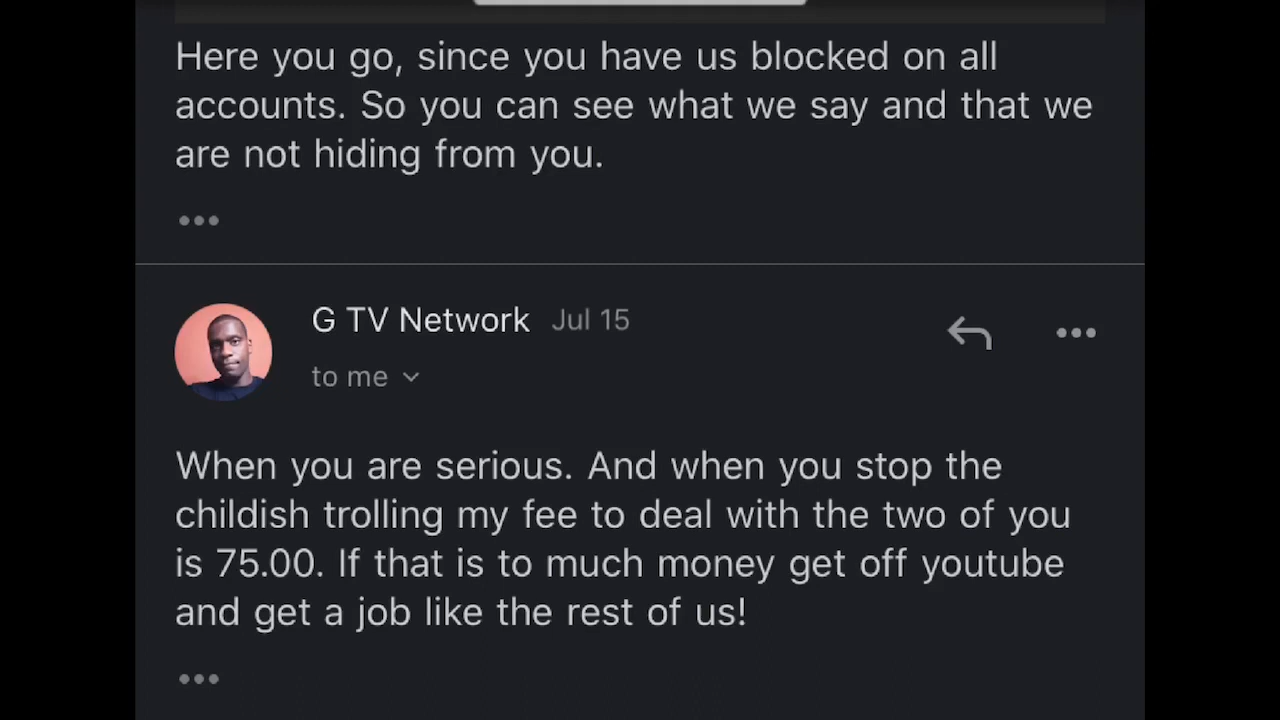 Here you go, since you have us blocked on all
accounts. So you can see what we say and that we
are not hiding from you.
G TV Network Jul 15
to me
When you are serious. And when you stop the
childish trolling my fee to deal with the two of you
is 75.00. If that is to much money get off youtube
and get a job like the rest of us!